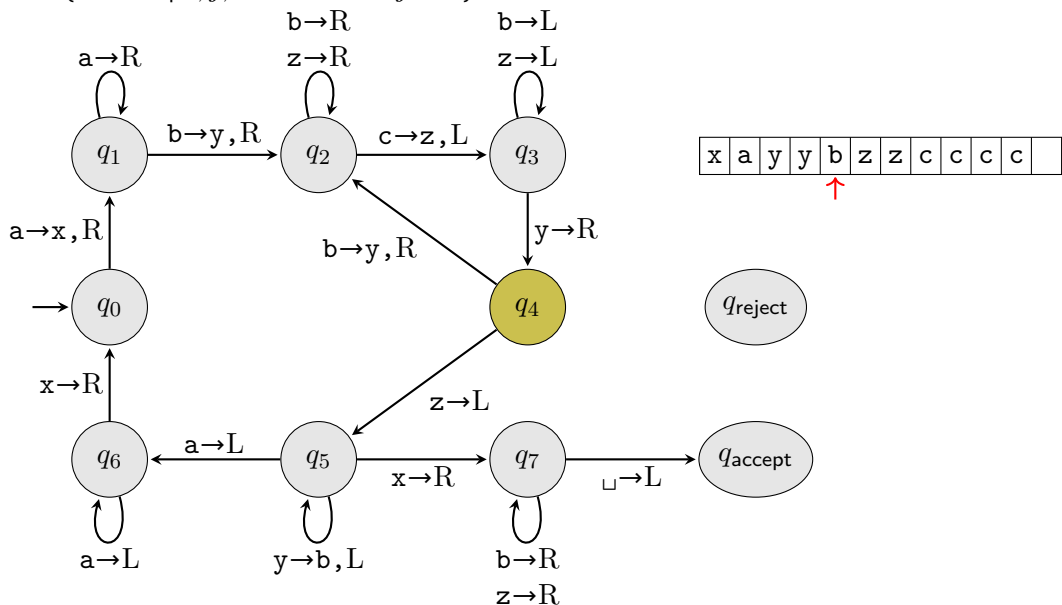 b→R
b→L
a→R
z→R
z→L
q1
b→y,R
q2
c→z,L
q3
x a y y b z z c c c c
↑
a→x,R
b→y,R
y→R
q0
q4
qreject
x→R
z→L
q6
a→L
q5
x→R
q7
␣→L
qaccept
a→L
y→b,L
b→R
z→R